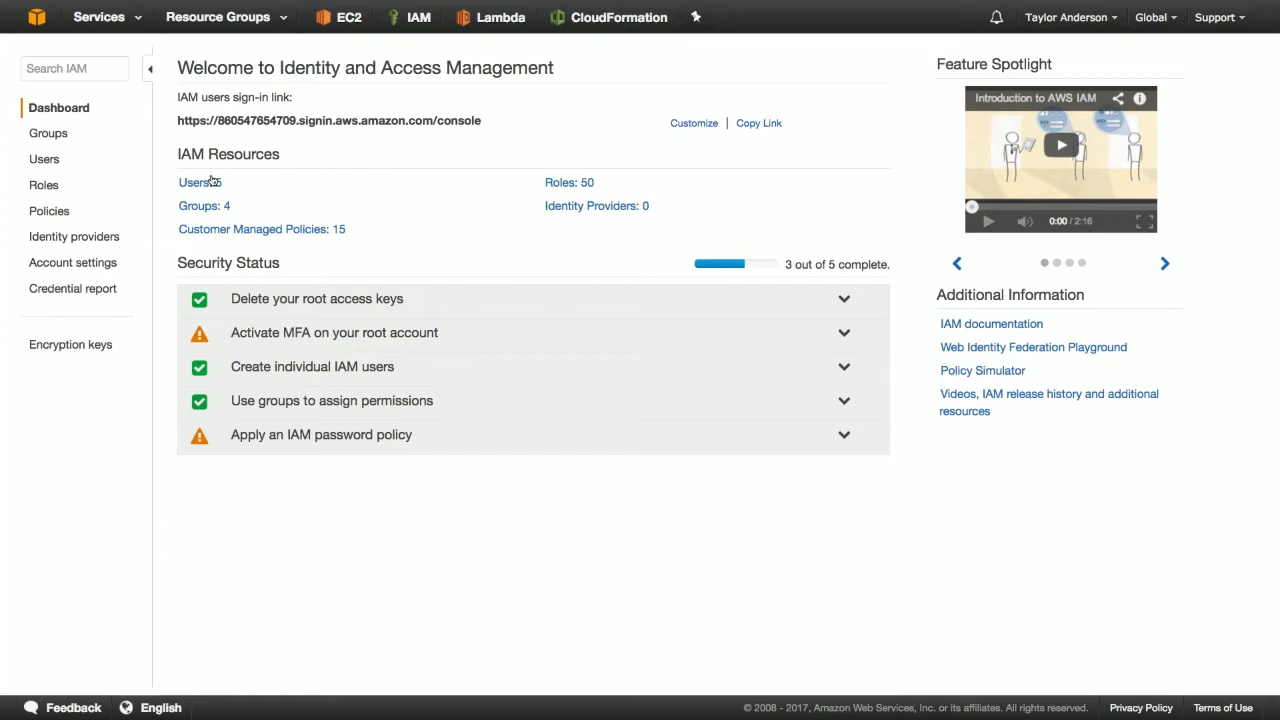 Services
Resource Groups
EC2
IAM
Lambda
CloudFormation
Taylor Anderson
Global
Support
Search IAM
Dashboard
Groups
Users
Roles
Policies
Identity providers
Account settings
Credential report
Encryption keys
Welcome to Identity and Access Management
IAM users sign-in link:
https://860547654709.signin.aws.amazon.com/console
Customize | Copy Link
IAM Resources
Users: 5
Roles: 50
Groups: 4
Identity Providers: 0
Customer Managed Policies: 15
Security Status
3 out of 5 complete.
Delete your root access keys
Activate MFA on your root account
Create individual IAM users
Use groups to assign permissions
Apply an IAM password policy
Feature Spotlight
Introduction to AWS IAM
0:00 / 2:16
Additional Information
IAM documentation
Web Identity Federation Playground
Policy Simulator
Videos, IAM release history and additional
resources
Feedback
English
© 2008 - 2017, Amazon Web Services, Inc. or its affiliates. All rights reserved.
Privacy Policy
Terms of Use